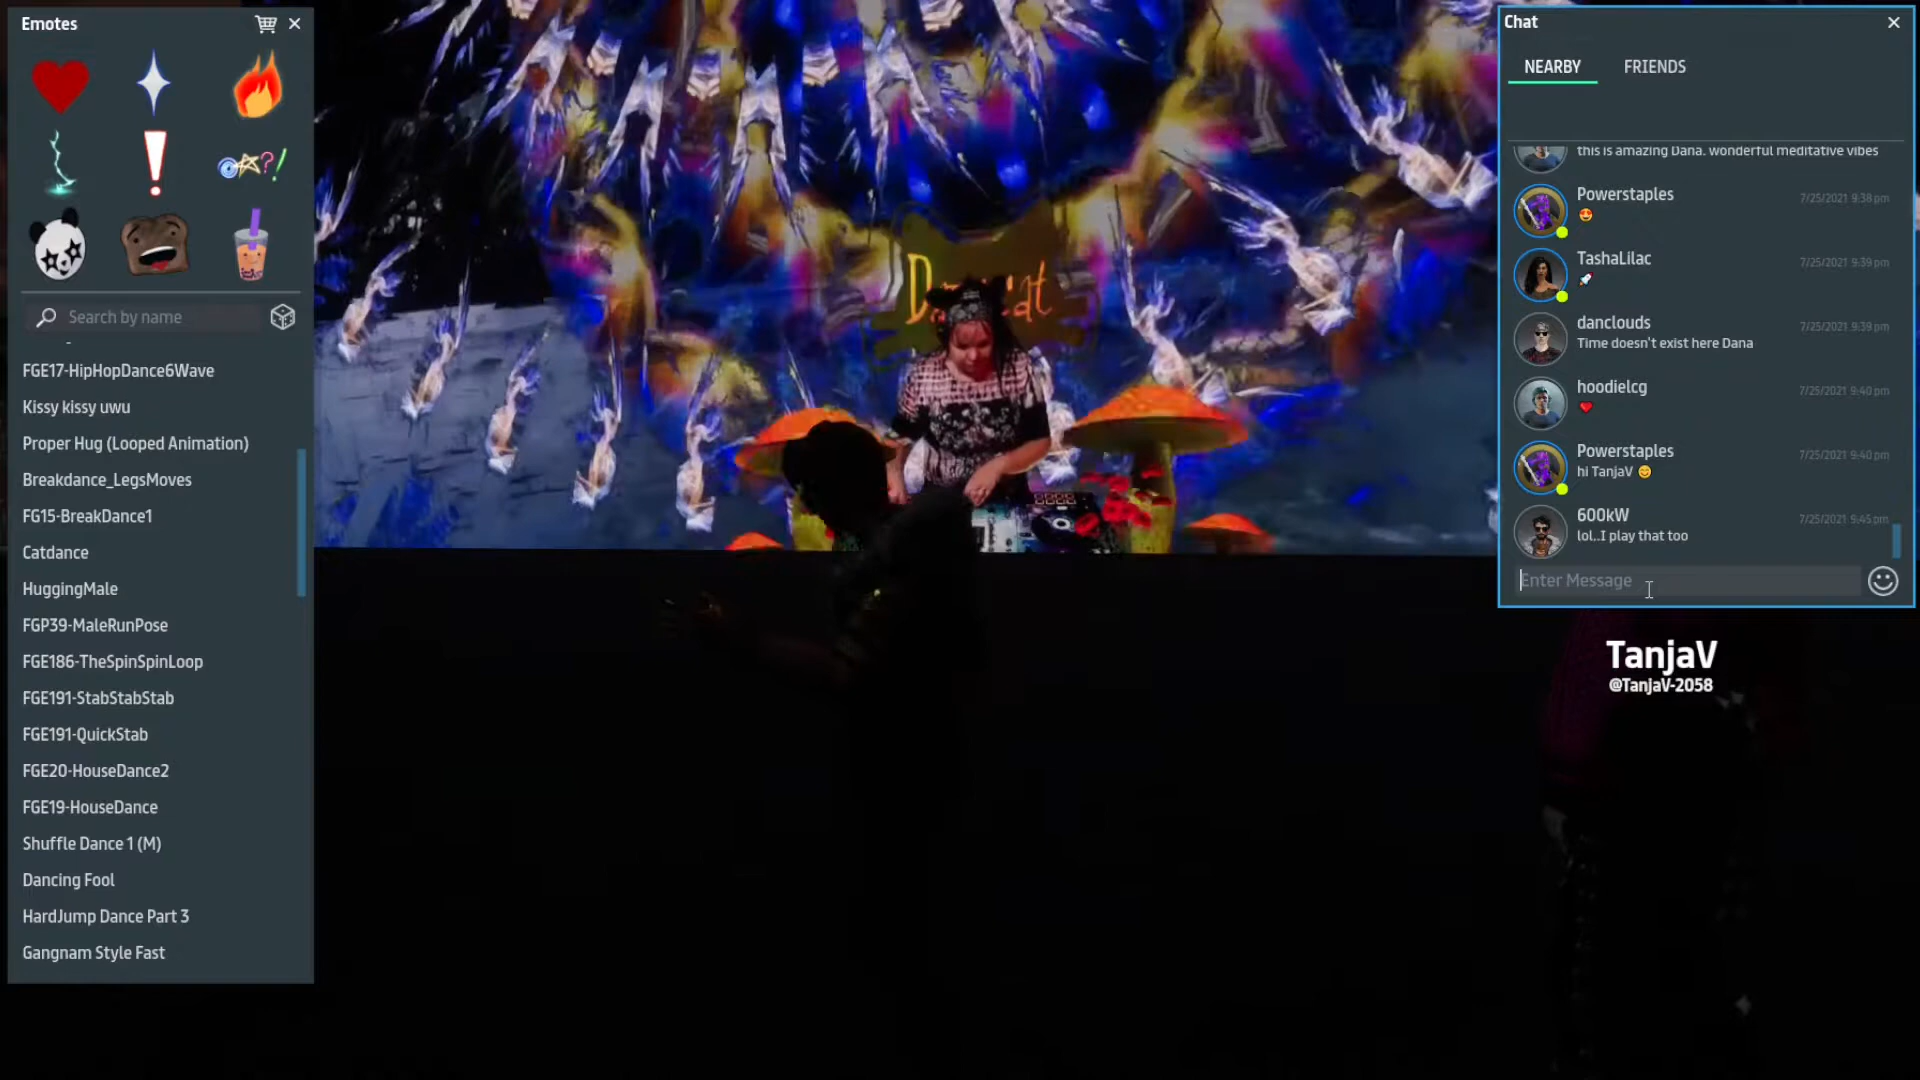 Emotes
Search by name
FGE17-HipHopDance6Wave
Kissy kissy uwu
Proper Hug (Looped Animation)
Breakdance_LegsMoves
FG15-BreakDance1
Catdance
HuggingMale
FGP39-MaleRunPose
FGE186-TheSpinSpinLoop
FGE191-StabStabStab
FGE191-QuickStab
FGE20-HouseDance2
FGE19-HouseDance
Shuffle Dance 1 (M)
Dancing Fool
HardJump Dance Part 3
Gangnam Style Fast
Chat
NEARBY FRIENDS
this is amazing Dana. wonderful meditative vibes
Powerstaples 7/25/2021 9:38 pm
😍
TashaLilac 7/25/2021 9:39 pm
🚀
danclouds 7/25/2021 9:39 pm
Time doesn't exist here Dana
hoodielcg 7/25/2021 9:40 pm
❤️
Powerstaples 7/25/2021 9:40 pm
hi TanjaV 😊
600kW 7/25/2021 9:45 pm
lol..I play that too
Enter Message
TanjaV
@TanjaV-2058